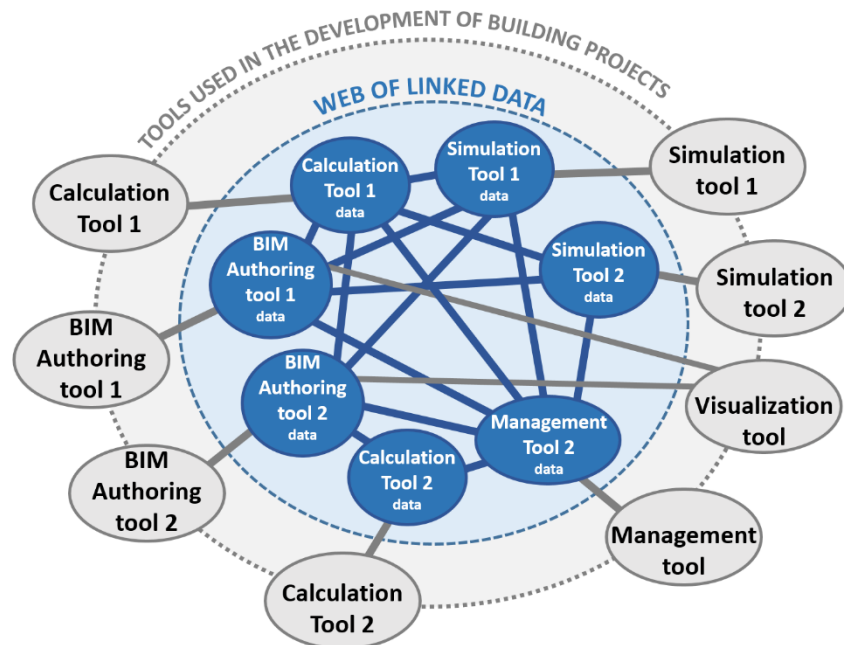 TOOLS USED IN THE DEVELOPMENT OF BUILDING PROJECTS
WEB OF LINKED DATA
Calculation
Tool 1
data
Simulation
Tool 1
data
Simulation
tool 1
Calculation
Tool 1
BIM
Authoring
tool 1
data
Simulation
Tool 2
data
Simulation
tool 2
BIM
Authoring
tool 1
BIM
Authoring
tool 2
data
Visualization
tool
Management
Tool 2
data
Calculation
Tool 2
data
BIM
Authoring
tool 2
Management
tool
Calculation
Tool 2